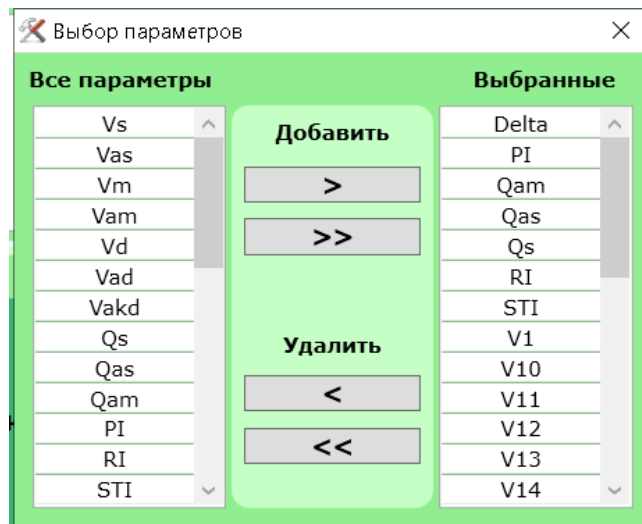 Выбор параметров
Все параметры
Vs
Vas
Vm
Vam
Vd
Vad
Vakd
Qs
Qas
Qam
PI
RI
STI
Добавить
>
>>
Удалить
<
<<
Выбранные
Delta
PI
Qam
Qas
Qs
RI
STI
V1
V10
V11
V12
V13
V14